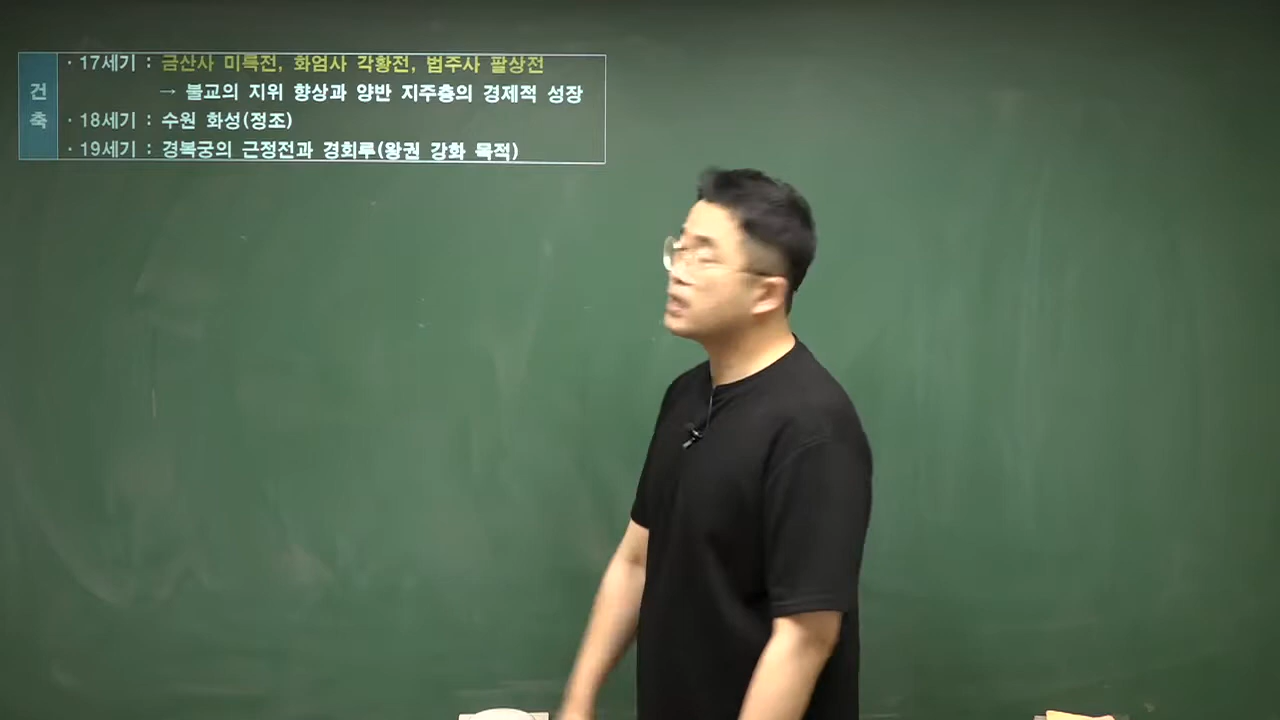 건축
· 17세기 : 금산사 미륵전, 화엄사 각황전, 법주사 팔상전
→ 불교의 지위 향상과 양반 지주층의 경제적 성장
· 18세기 : 수원 화성(정조)
· 19세기 : 경복궁의 근정전과 경회루(왕권 강화 목적)